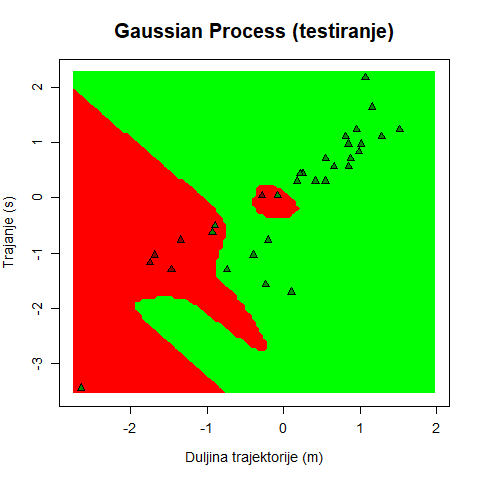 Gaussian Process (testiranje)
Trajanje (s)
2
1
0
-1
-2
-3
-2 -1 0 1 2
Duljina trajektorije (m)